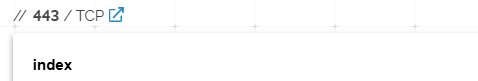 // 443 / TCP
index